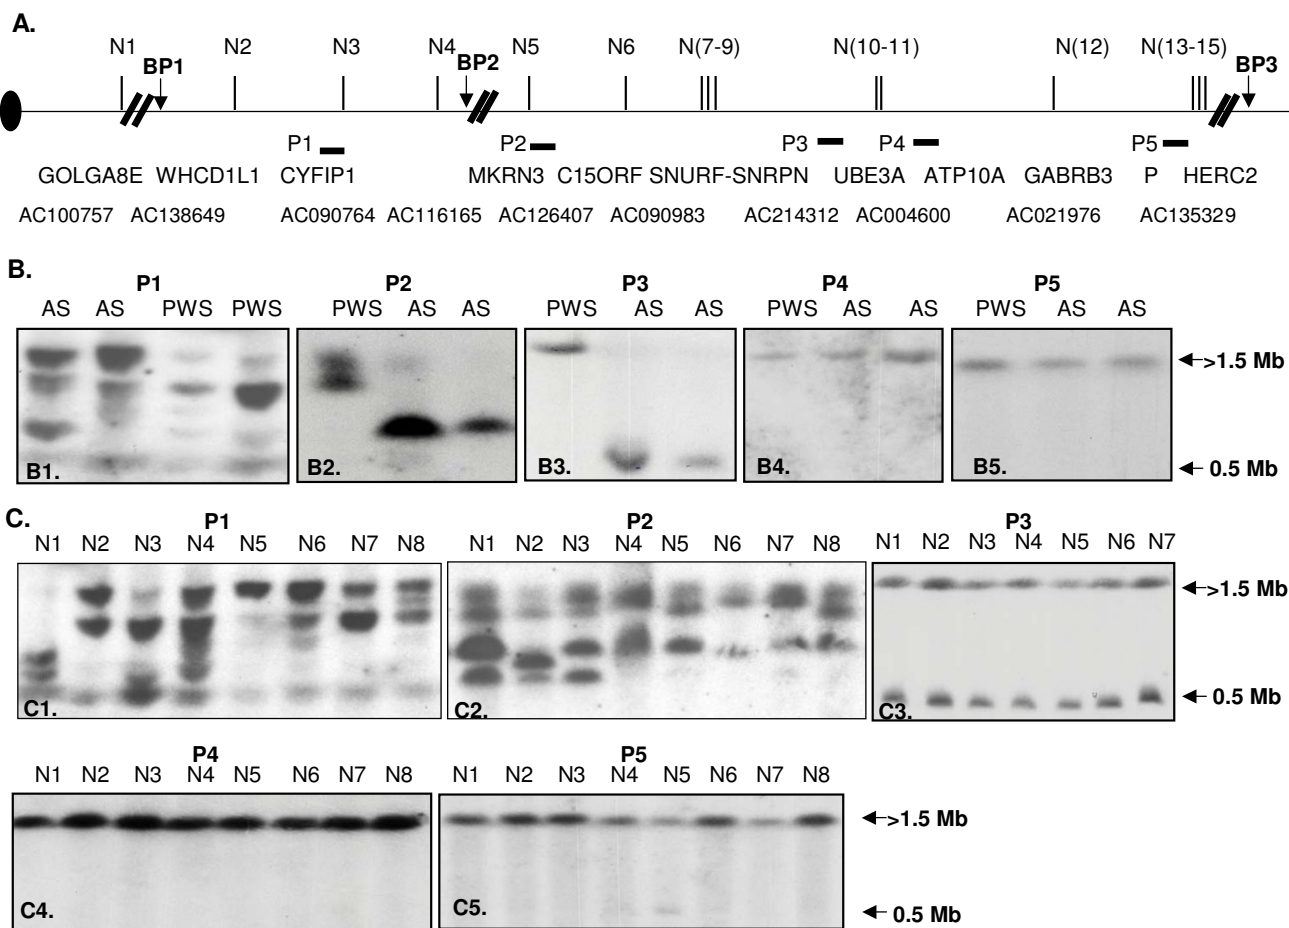 A.
N1 N2 N3 N4 N5 N6 N(7-9) N(10-11) N(12) N(13-15)
BP1 BP2 BP3
P1 P2 P3 P4 P5
GOLGA8E WHCD1L1 CYFIP1 MKRN3 C15ORF SNURF-SNRPN UBE3A ATP10A GABRB3 P HERC2
AC100757 AC138649 AC090764 AC116165 AC126407 AC090983 AC214312 AC004600 AC021976 AC135329
B.
P1 P2 P3 P4 P5
AS AS PWS PWS PWS AS AS PWS AS AS PWS AS AS PWS AS AS
>1.5 Mb
B1. B2. B3. B4. B5. 0.5 Mb
C.
P1 P2 P3
N1 N2 N3 N4 N5 N6 N7 N8 N1 N2 N3 N4 N5 N6 N7 N8 N1 N2 N3 N4 N5 N6 N7
>1.5 Mb
0.5 Mb
C1. C2. C3.
P4 P5
N1 N2 N3 N4 N5 N6 N7 N8 N1 N2 N3 N4 N5 N6 N7 N8
>1.5 Mb
C4. C5. 0.5 Mb